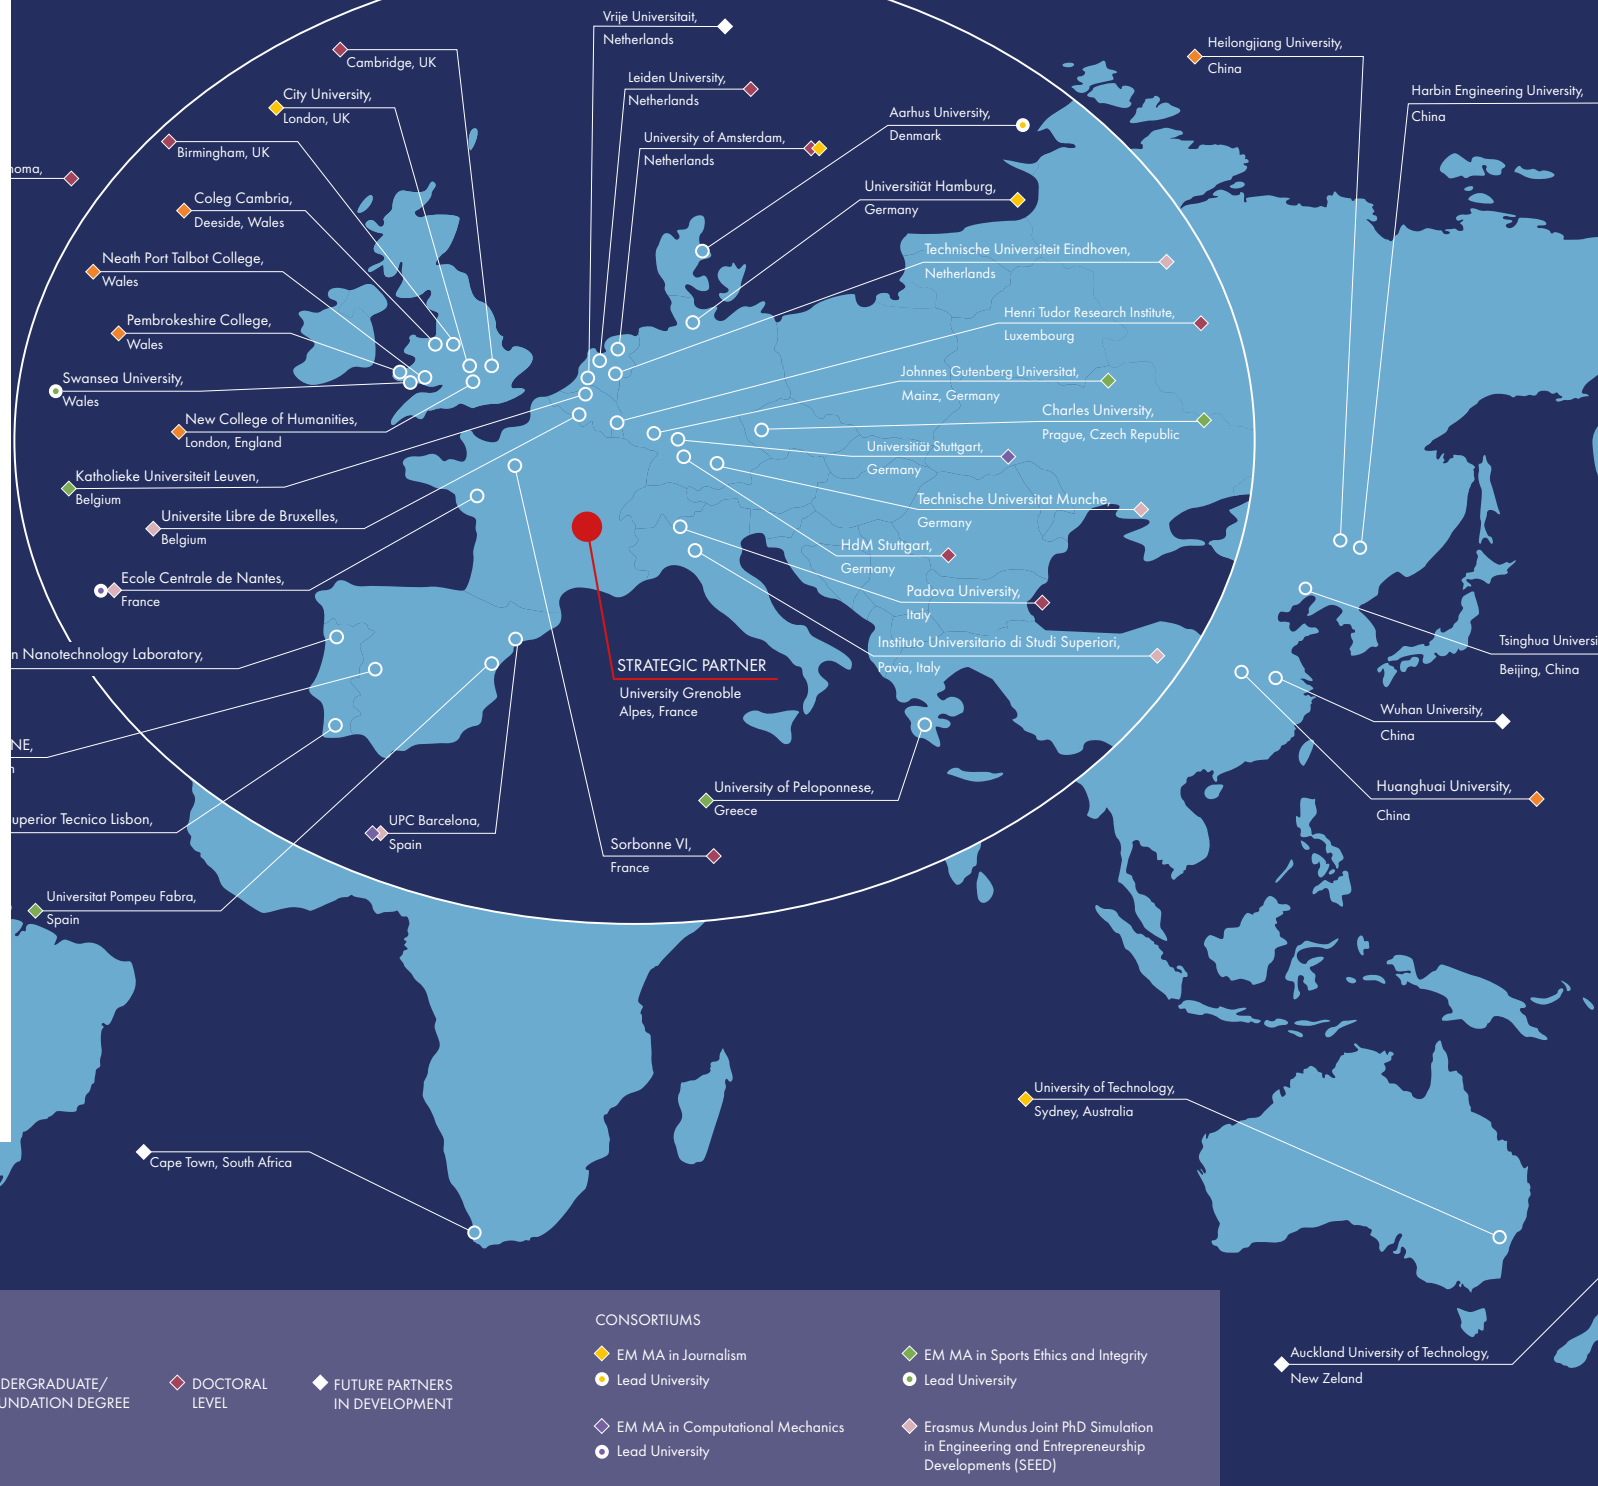 Vrije Universitait,
Netherlands
Cambridge, UK
Leiden University,
Netherlands
City University,
London, UK
Birmingham, UK
University of Amsterdam,
Netherlands
Aarhus University,
Denmark
Heilongjiang University,
China
Harbin Engineering University,
China
noma,
Coleg Cambria,
Deeside, Wales
Universitiät Hamburg,
Germany
Neath Port Talbot College,
Wales
Technische Universiteit Eindhoven,
Netherlands
Pembrokeshire College,
Wales
Henri Tudor Research Institute,
Luxembourg
Swansea University,
Wales
Johnnes Gutenberg Universitat,
Mainz, Germany
New College of Humanities,
London, England
Charles University,
Prague, Czech Republic
Universitiät Stuttgart,
Germany
Katholieke Universiteit Leuven,
Belgium
Technische Universitat Munche,
Germany
Universite Libre de Bruxelles,
Belgium
HdM Stuttgart,
Germany
Ecole Centrale de Nantes,
France
Padova University,
Italy
n Nanotechnology Laboratory,
Instituto Universitario di Studi Superiori,
Pavia, Italy
Tsinghua Universi
Beijing, China
STRATEGIC PARTNER
University Grenoble
Alpes, France
Wuhan University,
China
NE,
n
Huanghuai University,
China
University of Peloponnese,
Greece
uperior Tecnico Lisbon,
UPC Barcelona,
Spain
Sorbonne VI,
France
Universitat Pompeu Fabra,
Spain
University of Technology,
Sydney, Australia
Cape Town, South Africa
Auckland University of Technology,
New Zeland
DERGRADUATE/
UNDATION DEGREE
DOCTORAL
LEVEL
FUTURE PARTNERS
IN DEVELOPMENT
CONSORTIUMS
EM MA in Journalism
Lead University
EM MA in Computational Mechanics
Lead University
EM MA in Sports Ethics and Integrity
Lead University
Erasmus Mundus Joint PhD Simulation
in Engineering and Entrepreneurship
Developments (SEED)